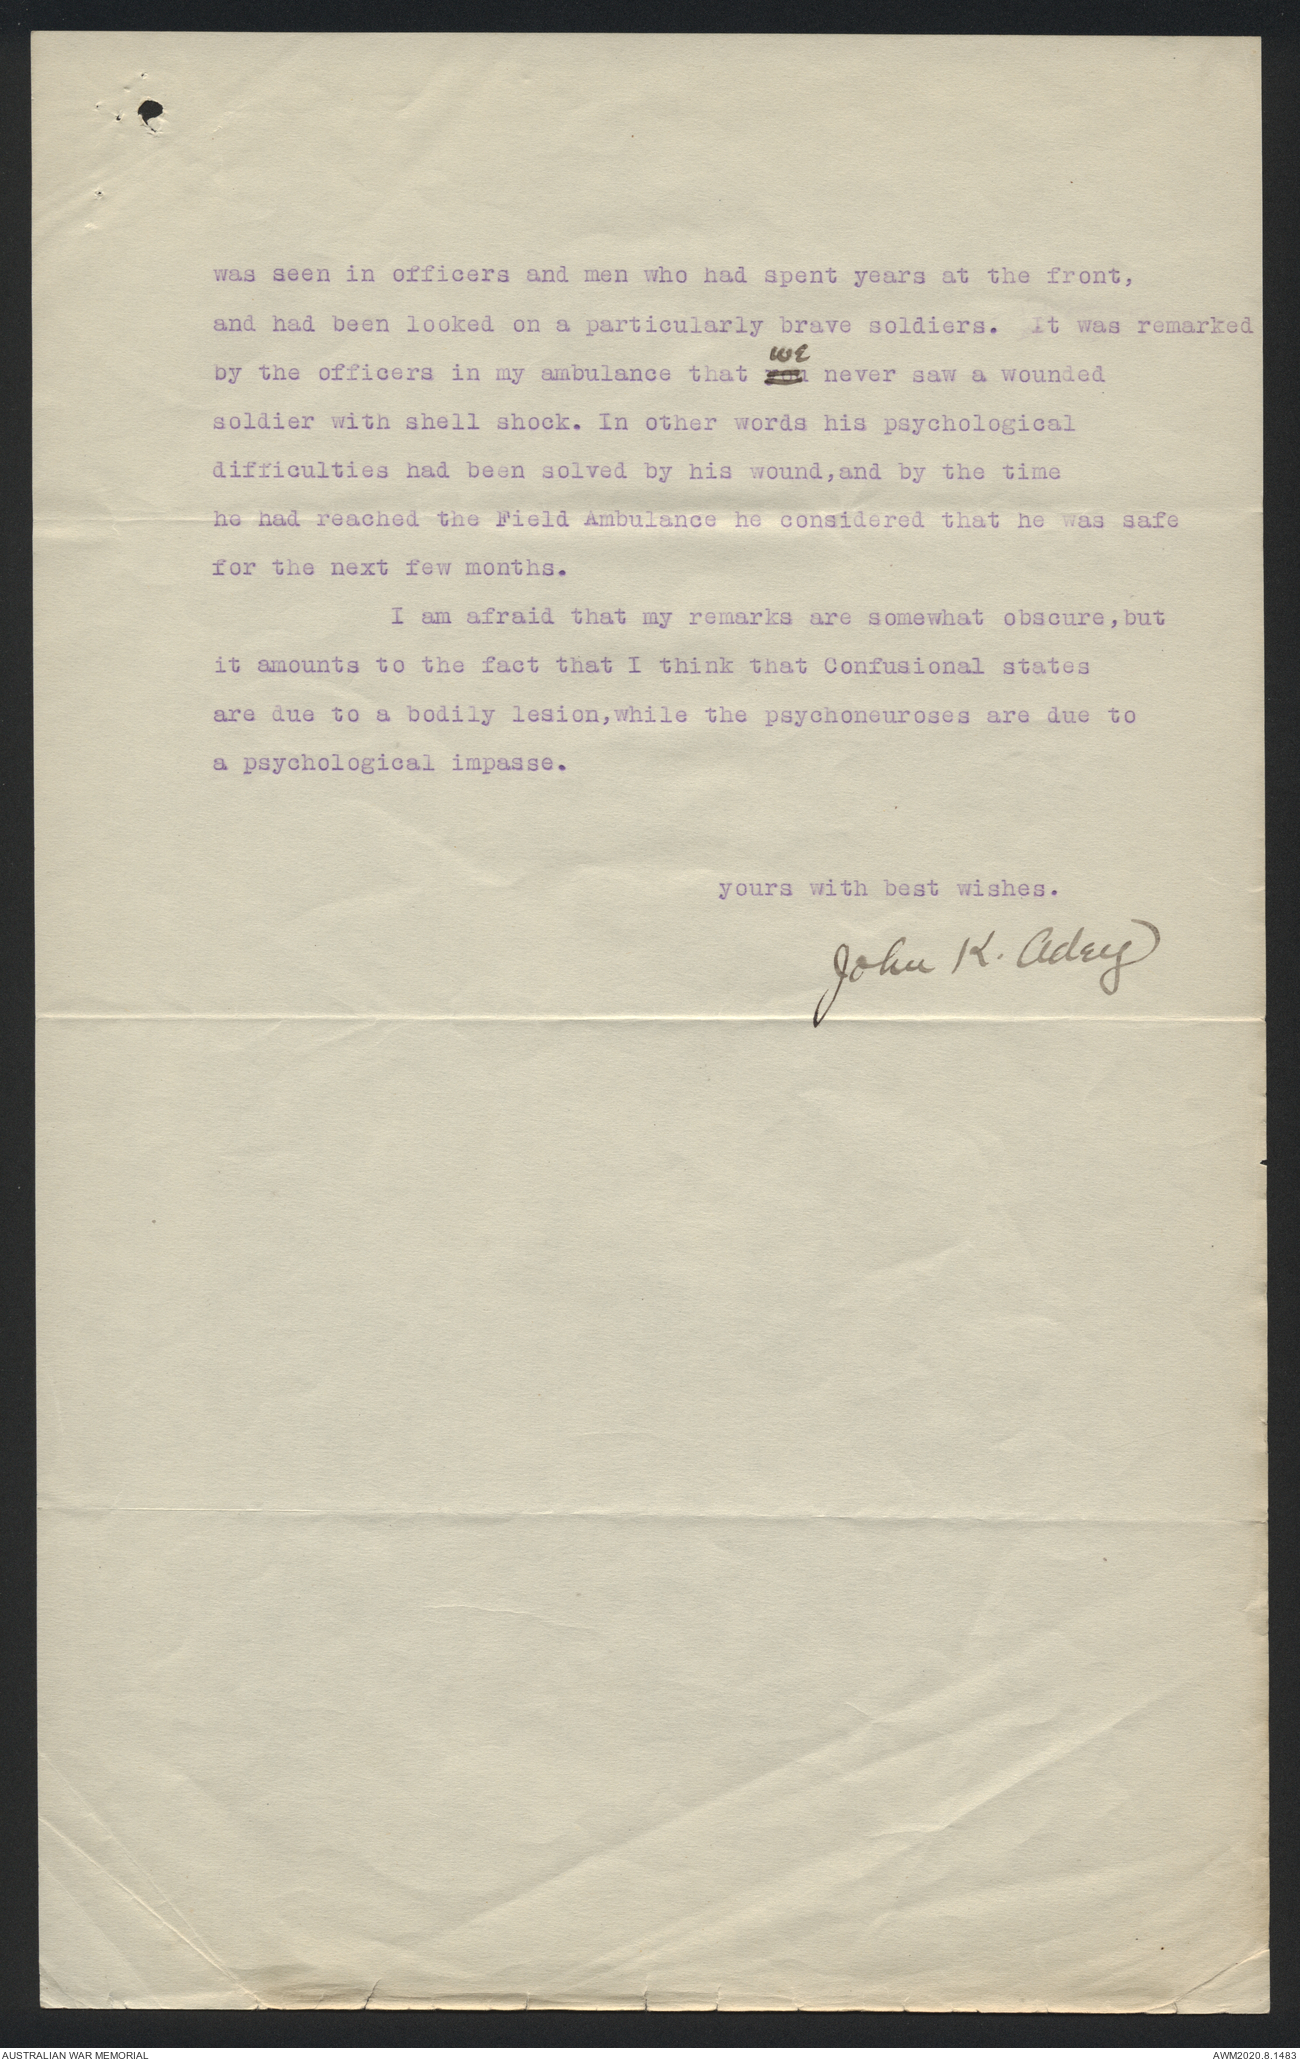 was seen in officers and men who had spent years at the front,
and had been looked on a particularly brave soldiers. It was remarked
we
by the officers in my ambulance that you never saw a wounded
soldier with shell shock. In other words his psychological
difficulties had been solved by his wound,and by the time
he had reached the Field Ambulance he considered that he was safe
for the next few months.
I am afraid that my remarks are somewhat obscure,but
it amounts to the fact that I think that Confusional states
are due to a bodily lesion,while the psychoneuroses are due to
a psychological impasse.
yours with best wishes.
John K. Adey
AUSTRALIAN WAR MEMORIAL
AWM2020.8.1483